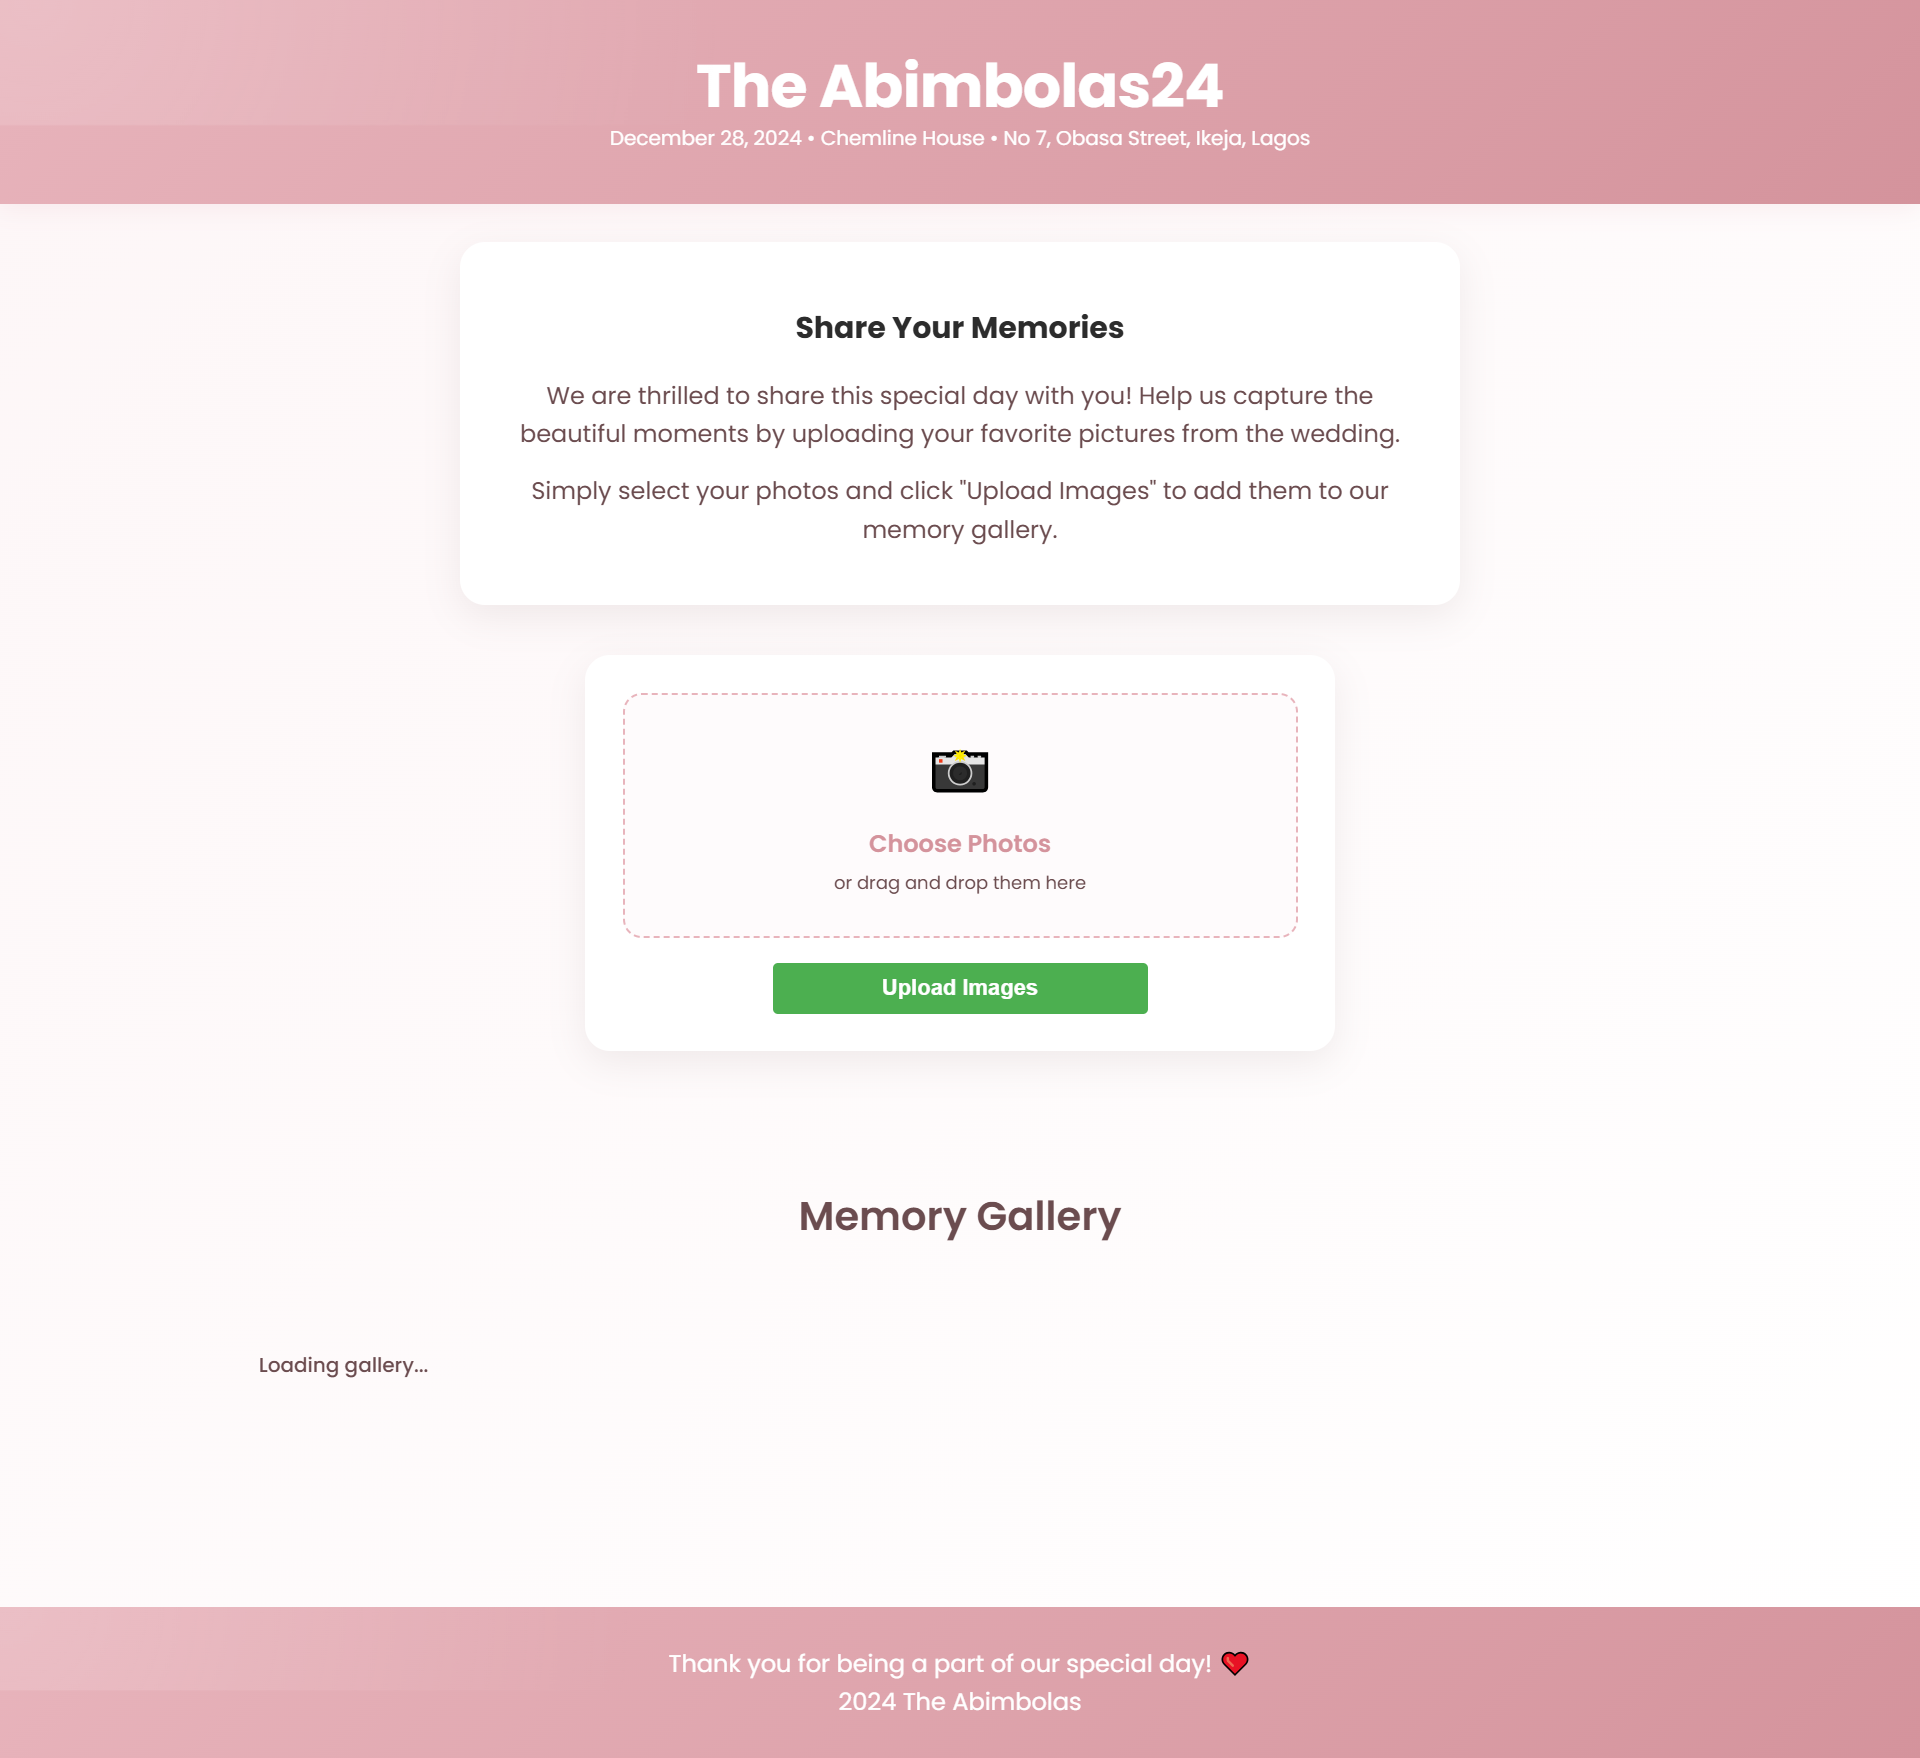 The Abimbolas24
December 28, 2024 • Chemline House • No 7, Obasa Street, Ikeja, Lagos
Share Your Memories
We are thrilled to share this special day with you! Help us capture the
beautiful moments by uploading your favorite pictures from the wedding.
Simply select your photos and click "Upload Images" to add them to our
memory gallery.
Choose Photos
or drag and drop them here
Upload Images
Memory Gallery
Loading gallery...
Thank you for being a part of our special day! ❤️
2024 The Abimbolas